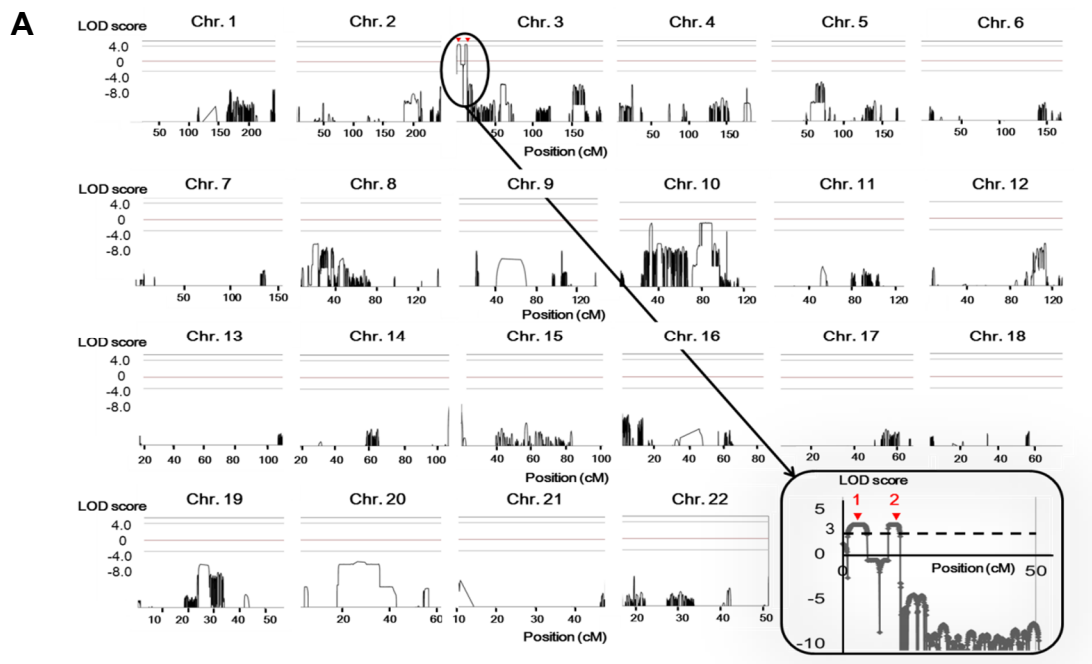 A
LOD score Chr. 1 Chr. 2 Chr. 3 Chr. 4 Chr. 5 Chr. 6
4.0
0
-4.0
-8.0
50 100 150 200 50 100 150 200 50 100 150 50 100 150 50 100 150 50 100 150
Position (cM)
LOD score Chr. 7 Chr. 8 Chr. 9 Chr. 10 Chr. 11 Chr. 12
4.0
0
-4.0
-8.0
50 100 150 40 80 120 40 80 120 40 80 120 40 80 120 40 80 120
Position (cM)
LOD score Chr. 13 Chr. 14 Chr. 15 Chr. 16 Chr. 17 Chr. 18
4.0
0
-4.0
-8.0
20 40 60 80 100 20 40 60 80 100 20 40 60 80 100 20 40 60 80 20 40 60 20 40 60
Position (cM)
LOD score Chr. 19 Chr. 20 Chr. 21 Chr. 22
4.0
0
-4.0
-8.0
10 20 30 40 50 20 40 60 10 20 30 40 20 30 40 50
Position (cM)
LOD score
1 2
5
3
0
0 Position (cM) 50
-5
-10